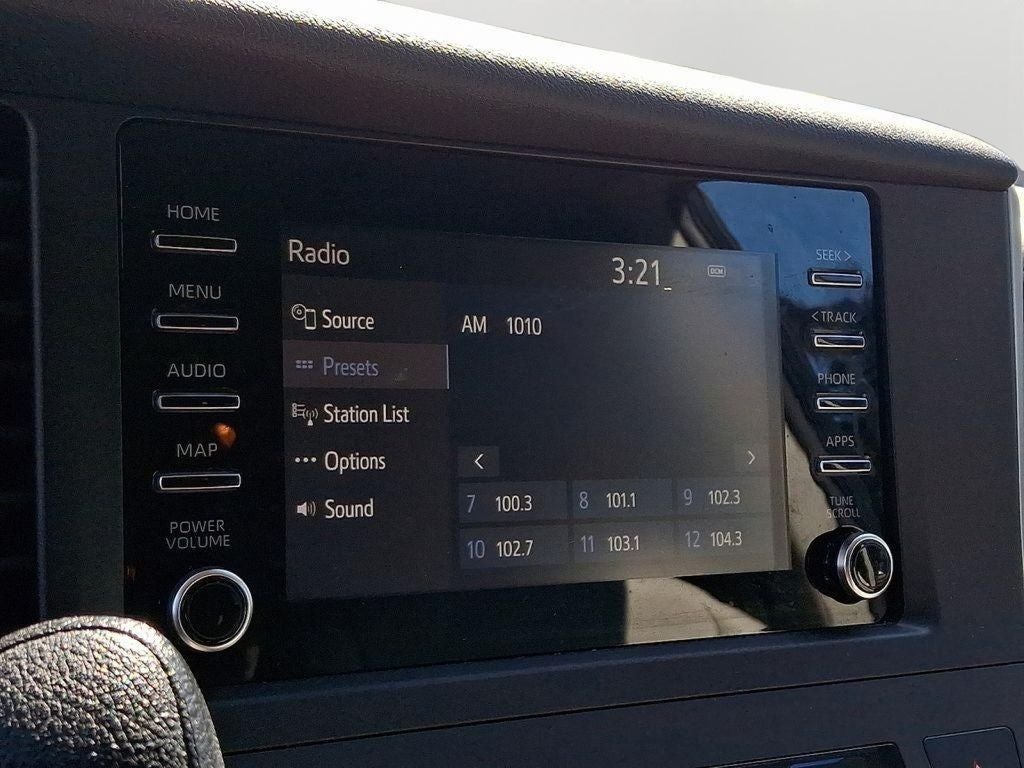 HOME
MENU
AUDIO
MAP
POWER
VOLUME
Radio
3:21
DCM
Source
Presets
Station List
Options
Sound
AM 1010
<
>
7 100.3 8 101.1 9 102.3
10 102.7 11 103.1 12 104.3
SEEK >
< TRACK
PHONE
APPS
TUNE
SCROLL